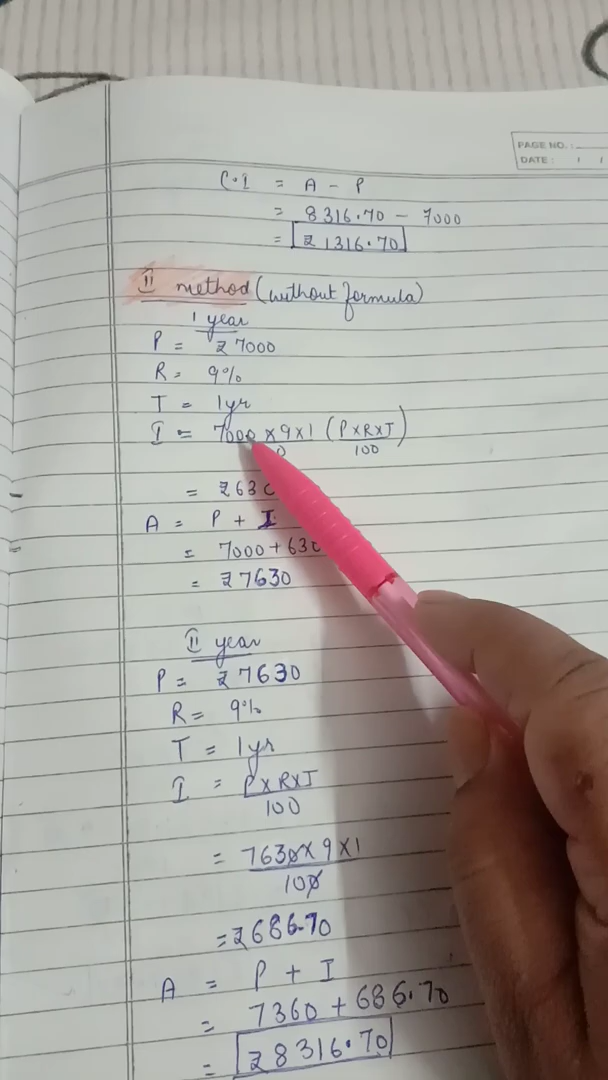 PAGE NO. :
DATE : / /
C.I = A - P
= 8316.70 - 7000
= ₹1316.70
II method (without formula)
1 year
P = ₹7000
R = 9%
T = 1yr
I = 7000 × 9 × 1 (P×R×T/100)
= ₹63
A = P + I
= 7000 + 630
= ₹7630
II year
P = ₹7630
R = 9%
T = 1yr
I = P×R×T
100
= 7630 × 9 × 1
100
= ₹686.70
A = P + I
= 7360 + 686.70
= ₹8316.70